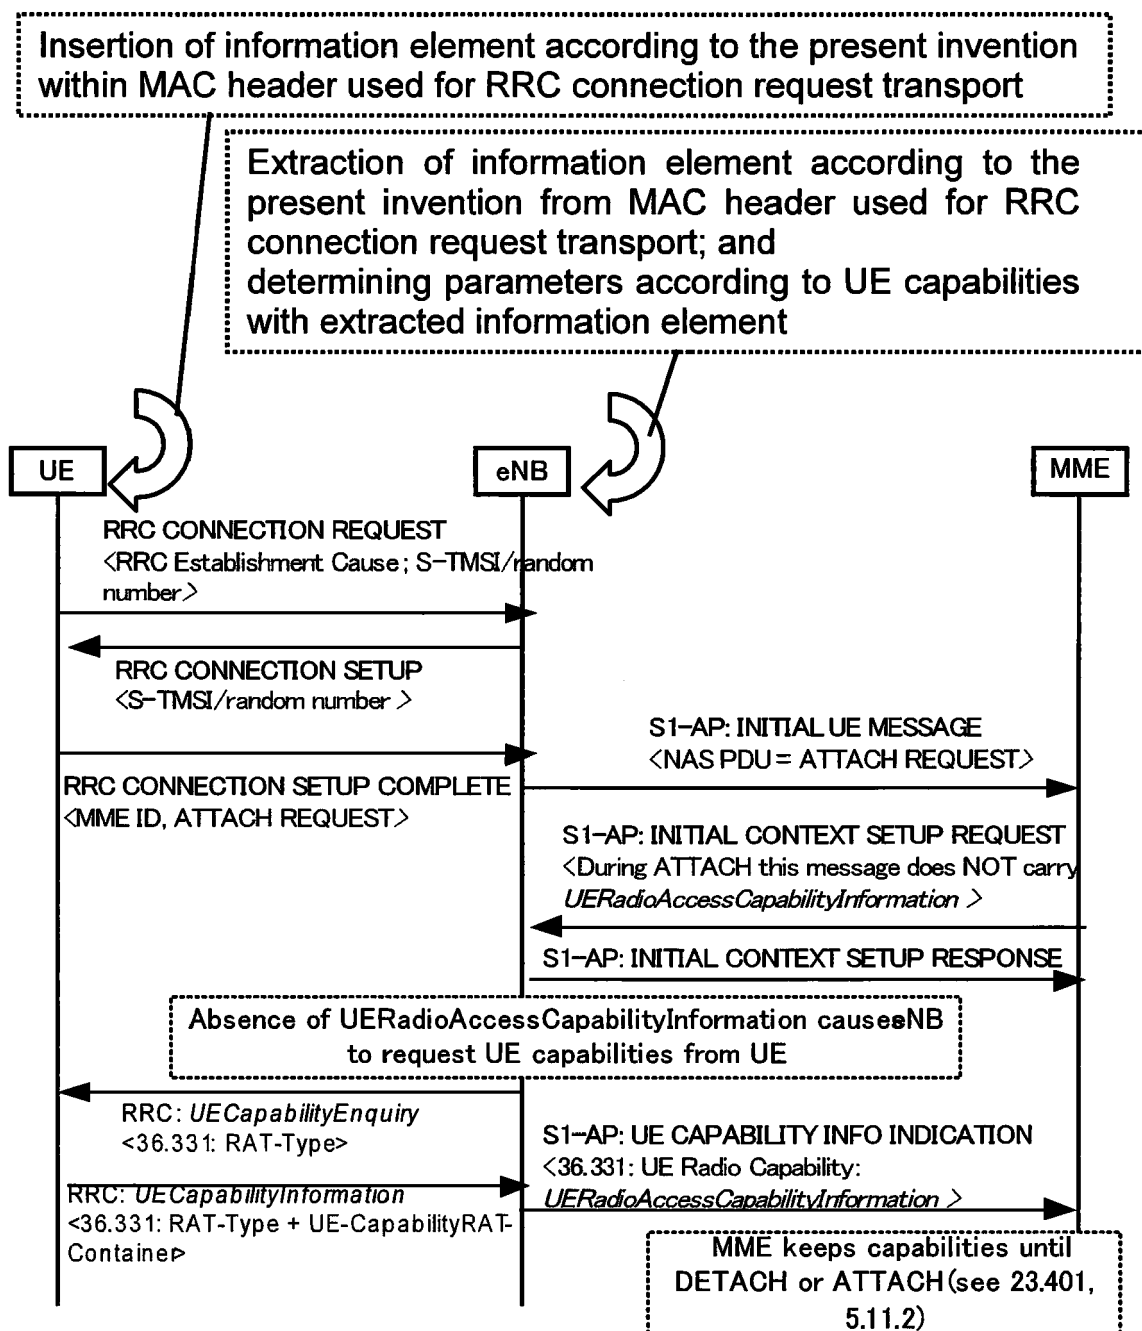 Insertion of information element according to the present invention
within MAC header used for RRC connection request transport
Extraction of information element according to the
present invention from MAC header used for RRC
connection request transport; and
determining parameters according to UE capabilities
with extracted information element
UE
eNB
MME
RRC CONNECTION REQUEST
<RRC Establishment Cause; S-TMSI/random
number>
RRC CONNECTION SETUP
<S-TMSI/random number >
S1-AP: INITIAL UE MESSAGE
<NAS PDU = ATTACH REQUEST>
RRC CONNECTION SETUP COMPLETE
<MME ID, ATTACH REQUEST>
S1-AP: INITIAL CONTEXT SETUP REQUEST
<During ATTACH this message does NOT carry
UERadioAccessCapabilityInformation >
S1-AP: INITIAL CONTEXT SETUP RESPONSE
Absence of UERadioAccessCapabilityInformation causes eNB
to request UE capabilities from UE
RRC: UECapabilityEnquiry
<36.331: RAT-Type>
S1-AP: UE CAPABILITY INFO INDICATION
<36.331: UE Radio Capability:
UERadioAccessCapabilityInformation >
RRC: UECapabilityInformation
<36.331: RAT-Type + UE-CapabilityRAT-
Container>
MME keeps capabilities until
DETACH or ATTACH(see 23.401,
5.11.2)